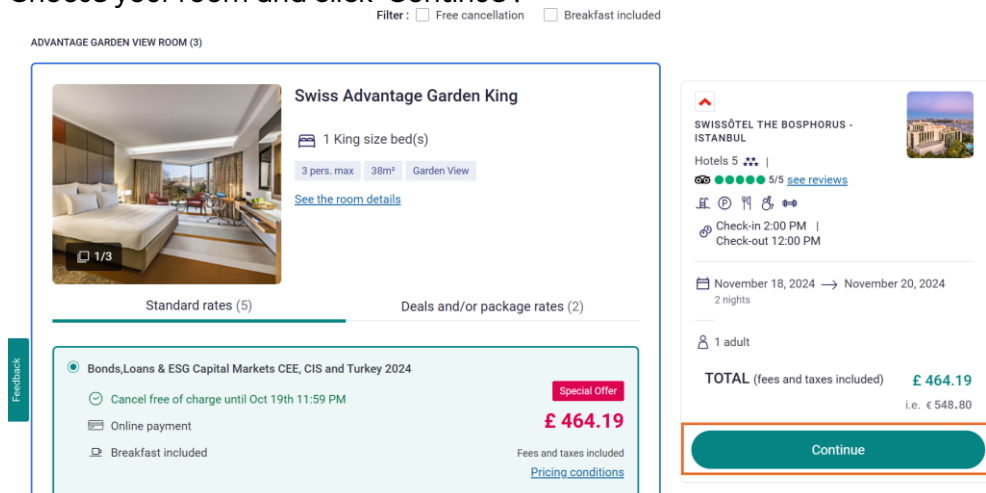 Choose your room and click 'Continue'.
Filter : Free cancellation Breakfast included
ADVANTAGE GARDEN VIEW ROOM (3)
Swiss Advantage Garden King
1 King size bed(s)
3 pers. max 38m² Garden View
See the room details
1/3
Standard rates (5) Deals and/or package rates (2)
Feedback
Bonds,Loans & ESG Capital Markets CEE, CIS and Turkey 2024
Cancel free of charge until Oct 19th 11:59 PM
Online payment
Breakfast included
Special Offer
£ 464.19
Fees and taxes included
Pricing conditions
SWISSÔTEL THE BOSPHORUS -
ISTANBUL
Hotels 5 |
5/5 see reviews
Check-in 2:00 PM |
Check-out 12:00 PM
November 18, 2024 → November 20, 2024
2 nights
1 adult
TOTAL (fees and taxes included) £ 464.19
i.e. € 548.80
Continue